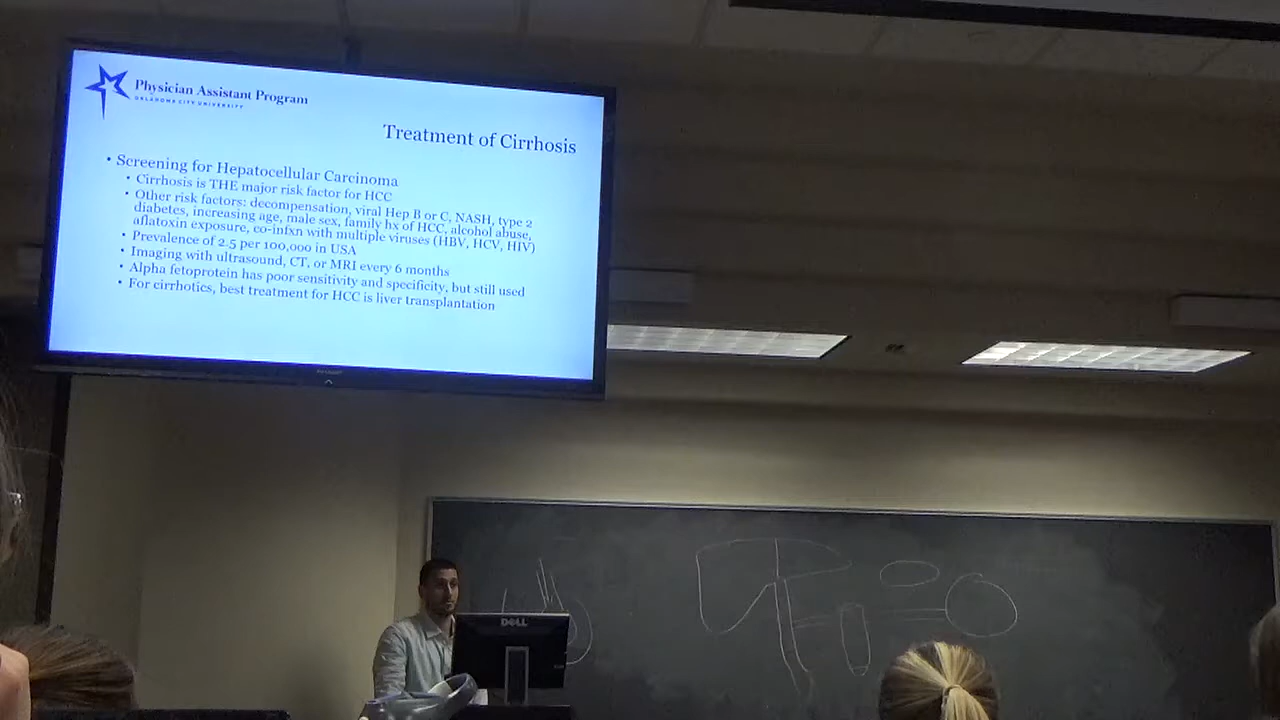 Physician Assistant Program
OKLAHOMA CITY UNIVERSITY
Treatment of Cirrhosis
• Screening for Hepatocellular Carcinoma
• Cirrhosis is THE major risk factor for HCC
• Other risk factors: decompensation, viral Hep B or C, NASH, type 2
diabetes, increasing age, male sex, family hx of HCC, alcohol abuse,
aflatoxin exposure, co-infxn with multiple viruses (HBV, HCV, HIV)
• Prevalence of 2.5 per 100,000 in USA
• Imaging with ultrasound, CT, or MRI every 6 months
• Alpha fetoprotein has poor sensitivity and specificity, but still used
• For cirrhotics, best treatment for HCC is liver transplantation
DELL